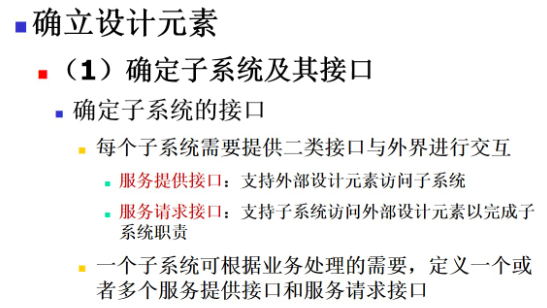 确立设计元素
（1）确定子系统及其接口
确定子系统的接口
每个子系统需要提供二类接口与外界进行交互
服务提供接口：支持外部设计元素访问子系统
服务请求接口：支持子系统访问外部设计元素以完成子
系统职责
一个子系统可根据业务处理的需要，定义一个或
者多个服务提供接口和服务请求接口